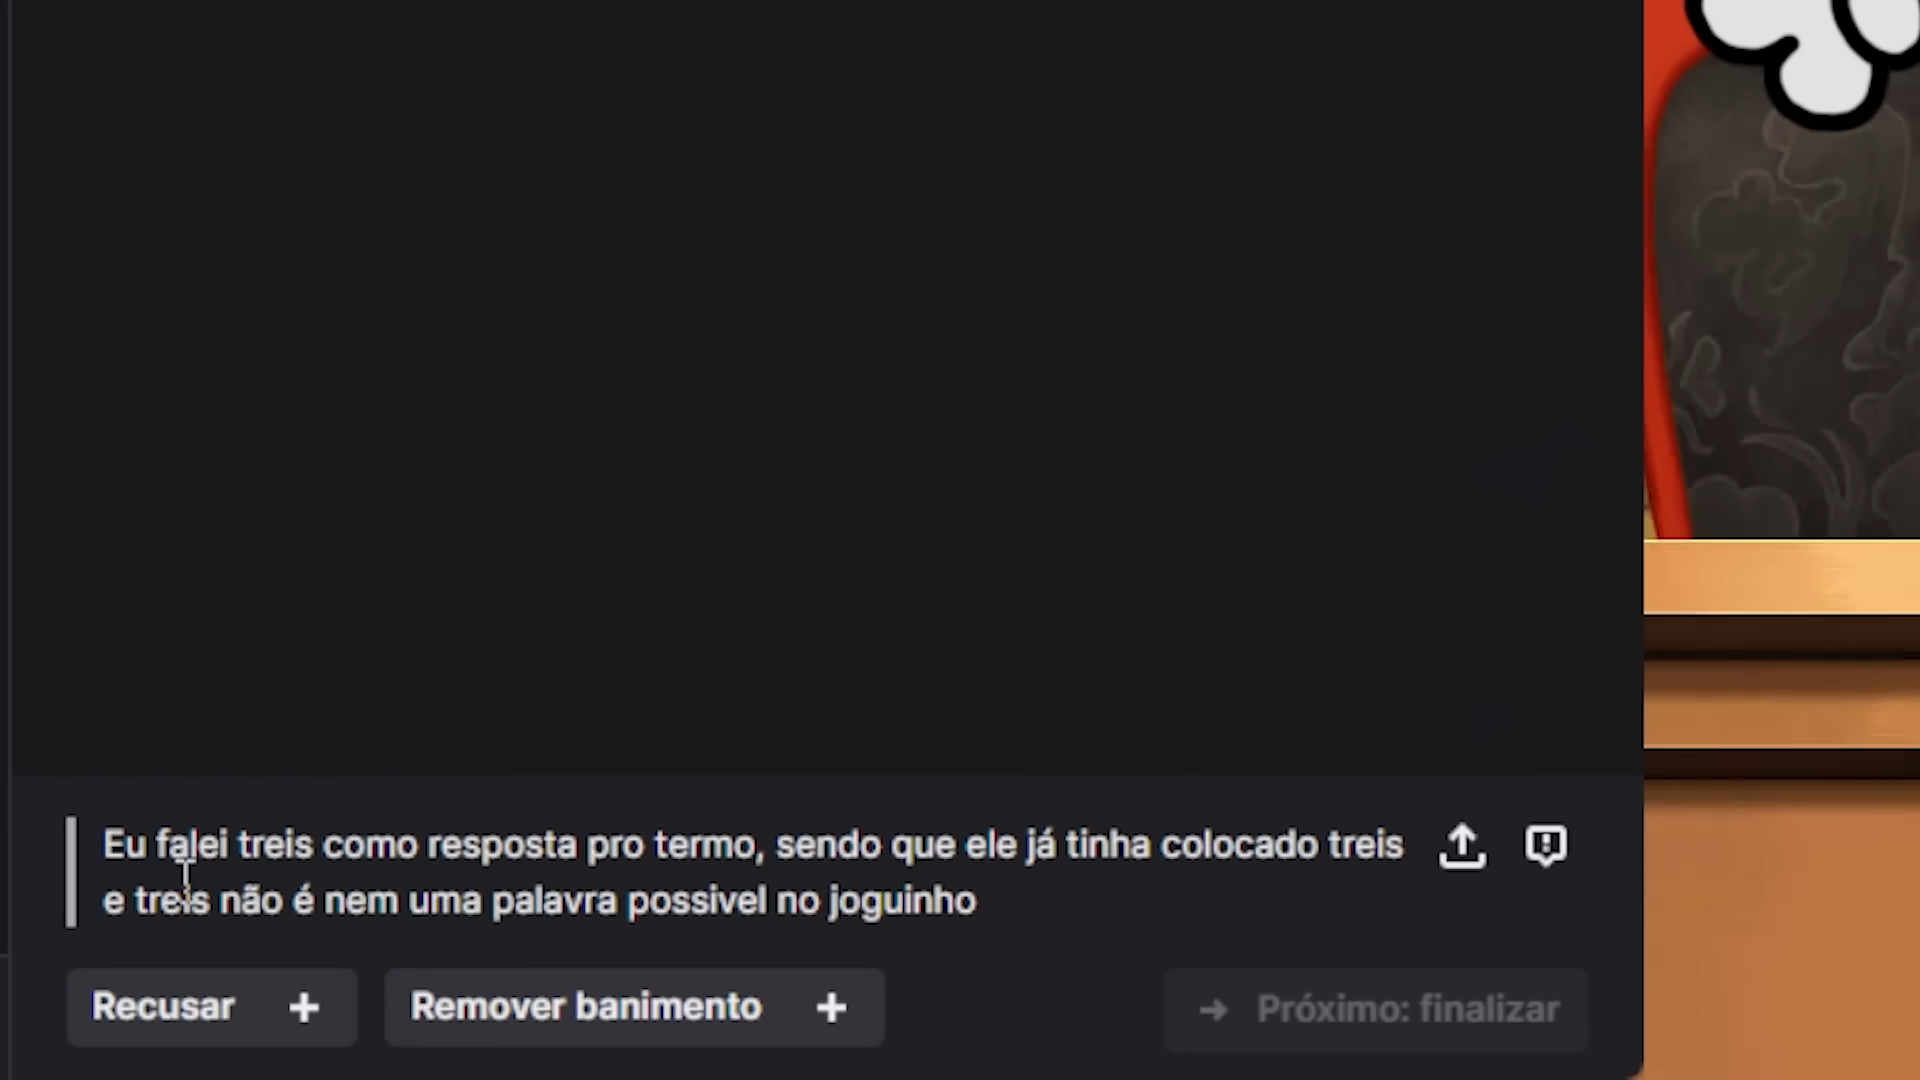 Eu falei treis como resposta pro termo, sendo que ele já tinha colocado treis
e treis não é nem uma palavra possivel no joguinho
Recusar +
Remover banimento +
→ Próximo: finalizar